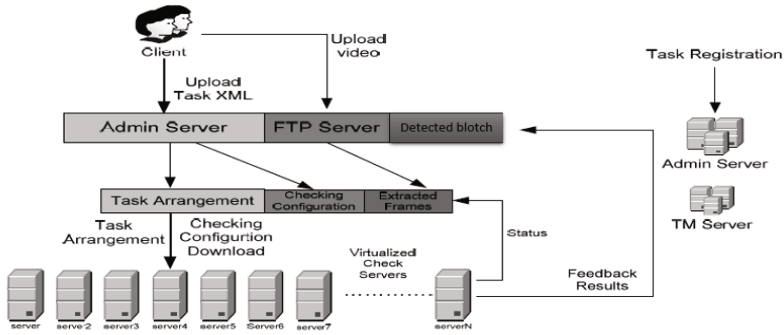 Client
Upload
video
Upload
Task XML
Task Registration
Admin Server
FTP Server
Detected blotch
Admin Server
Task Arrangement
Checking
Configuration
Extracted
Frames
TM Server
Task
Arrangement
Checking
Configurtion
Download
Virtualized
Check
Servers
Status
Feedback
Results
server
server2
server3
server4
server5
Server6
server7
serverN